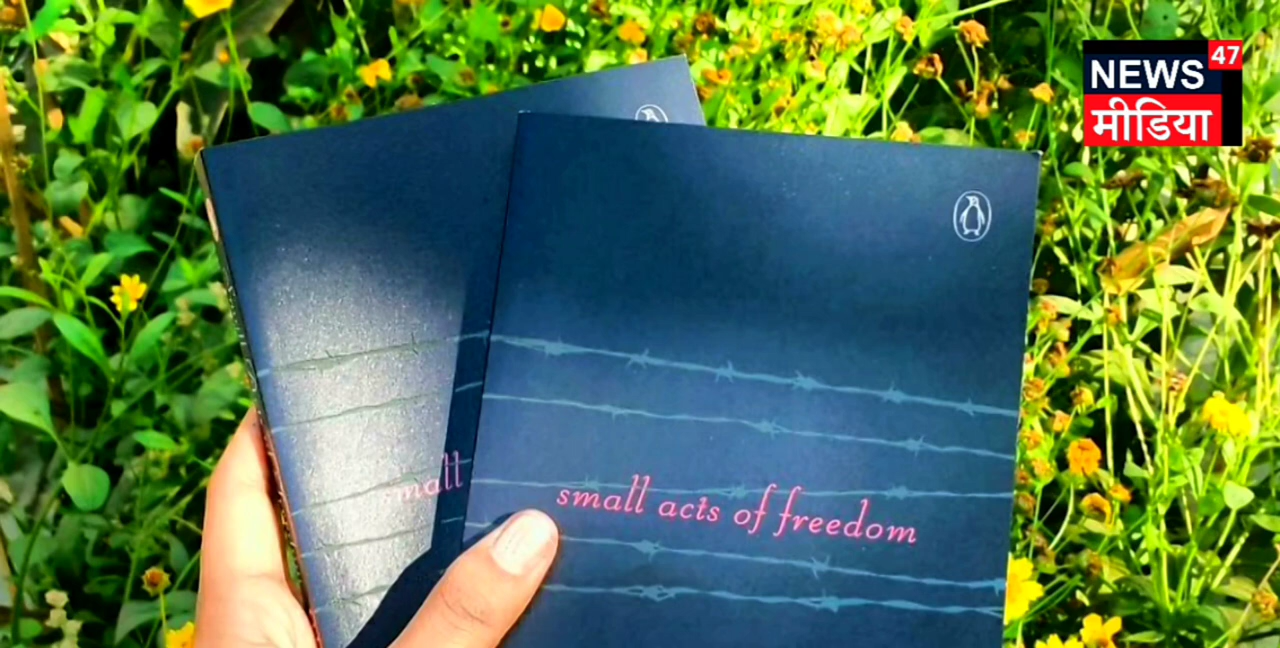 NEWS 47
मीडिया
small
small acts of freedom